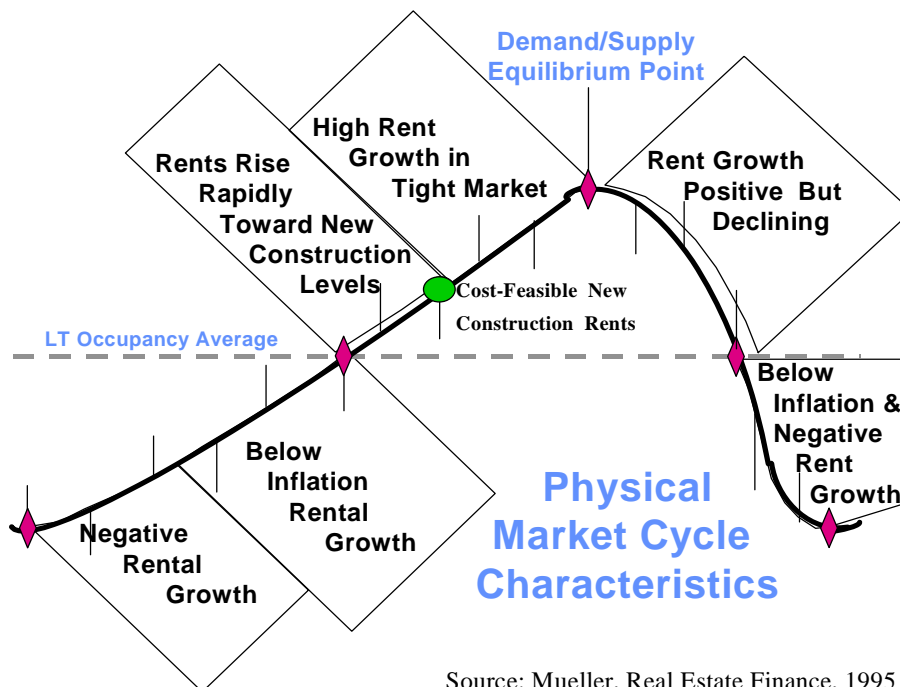 Demand/Supply
Equilibrium Point
High Rent
Growth in
Tight Market
Rents Rise
Rapidly
Toward New
Construction
Levels
Rent Growth
Positive But
Declining
Cost-Feasible New
Construction Rents
LT Occupancy Average
Below
Inflation &
Negative
Rent
Growth
Below
Inflation
Rental
Growth
Negative
Rental
Growth
Physical
Market Cycle
Characteristics
Source: Mueller, Real Estate Finance, 1995